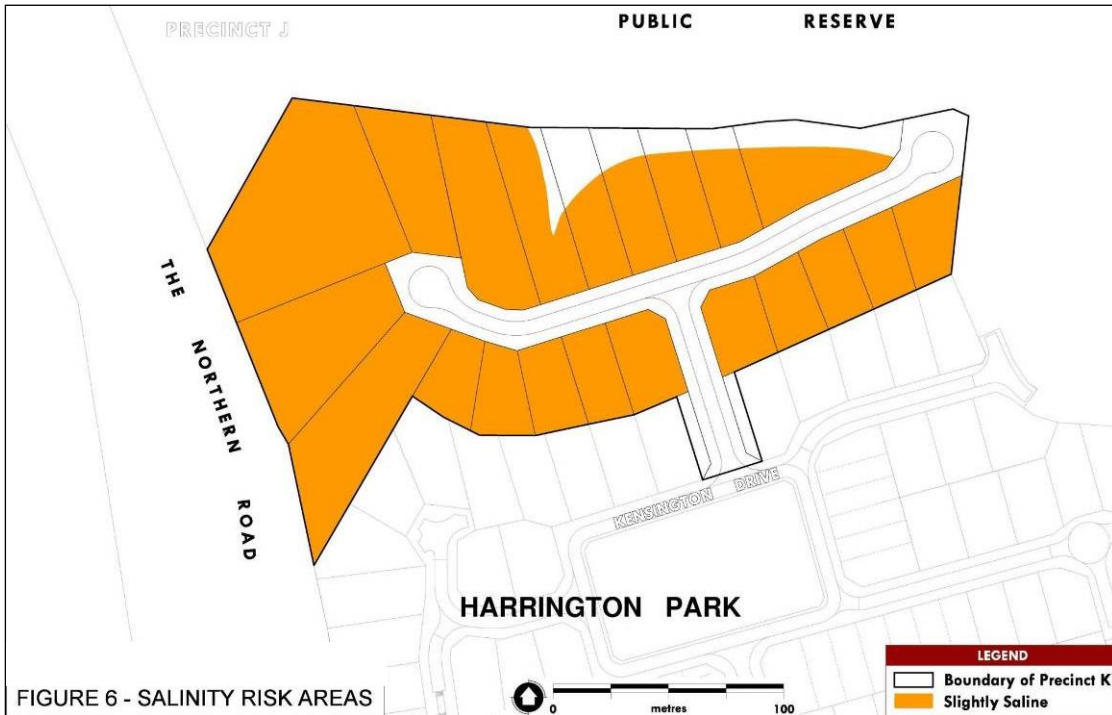 PRECINCT J
PUBLIC RESERVE
THE NORTHERN ROAD
KENSINGTON DRIVE
HARRINGTON PARK
LEGEND
Boundary of Precinct K
Slightly Saline
FIGURE 6 - SALINITY RISK AREAS
0 metres 100